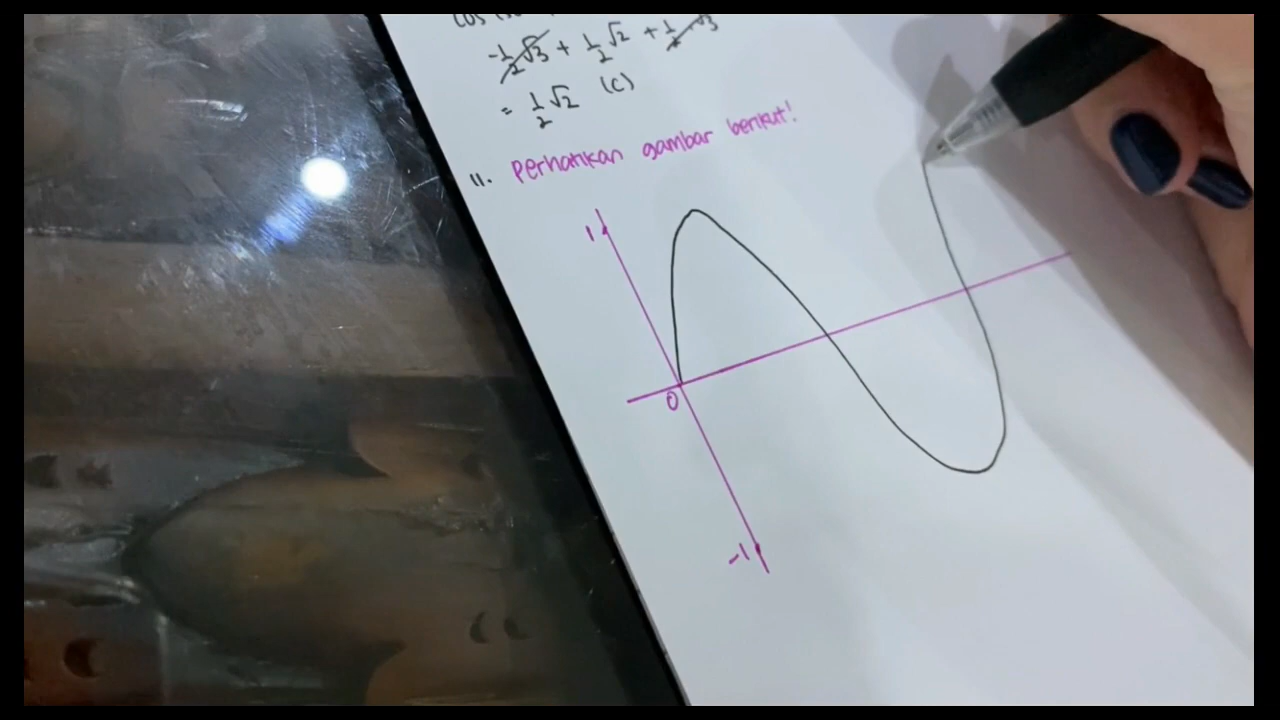 cos
-1/2√3 + 1/2√2 + 1/2√3
= 1/2√2 (C)
11. Perhatikan gambar berikut!
1
0
-1